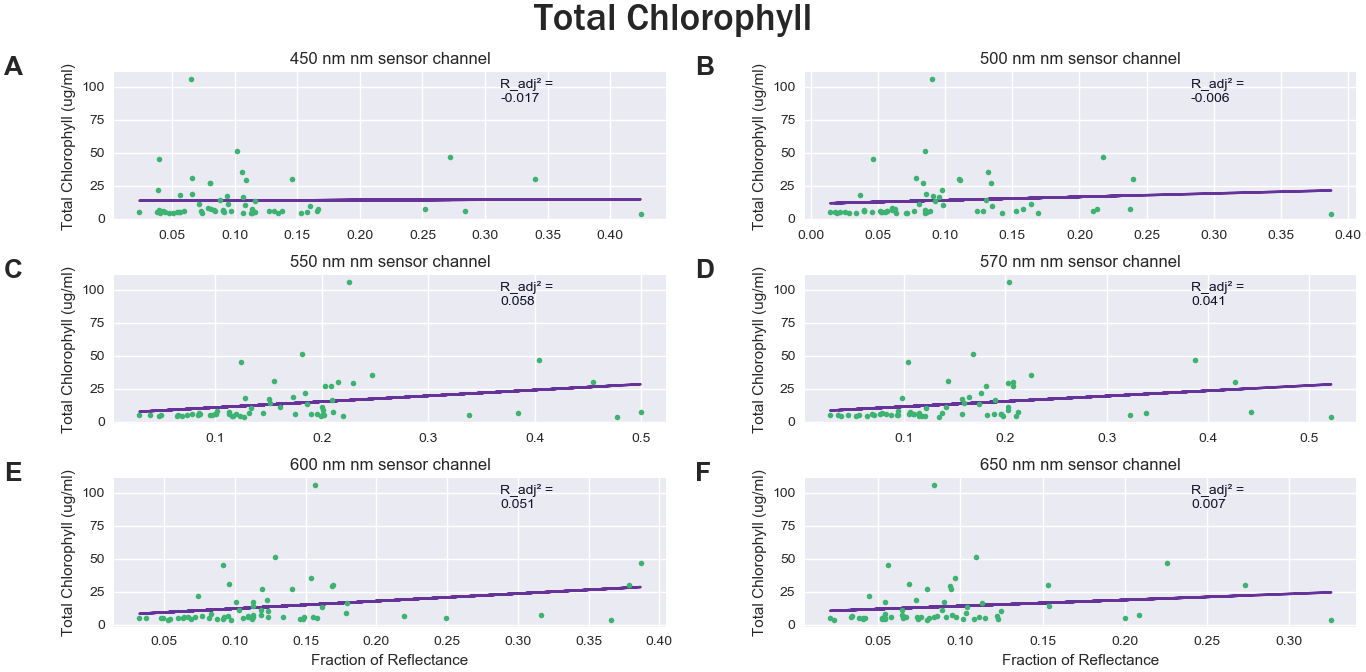 Total Chlorophyll
A
450 nm nm sensor channel
R_adj² =
-0.017
Total Chlorophyll (ug/ml)
100
75
50
25
0
0.05 0.10 0.15 0.20 0.25 0.30 0.35 0.40
B
500 nm sensor channel
R_adj² =
-0.006
Total Chlorophyll (ug/ml)
100
75
50
25
0
0.00 0.05 0.10 0.15 0.20 0.25 0.30 0.35 0.40
C
550 nm nm sensor channel
R_adj² =
0.058
Total Chlorophyll (ug/ml)
100
75
50
25
0
0.1 0.2 0.3 0.4 0.5
D
570 nm nm sensor channel
R_adj² =
0.041
Total Chlorophyll (ug/ml)
100
75
50
25
0
0.1 0.2 0.3 0.4 0.5
E
600 nm nm sensor channel
R_adj² =
0.051
Total Chlorophyll (ug/ml)
100
75
50
25
0
0.05 0.10 0.15 0.20 0.25 0.30 0.35 0.40
Fraction of Reflectance
F
650 nm nm sensor channel
R_adj² =
0.007
Total Chlorophyll (ug/ml)
100
75
50
25
0
0.05 0.10 0.15 0.20 0.25 0.30
Fraction of Reflectance